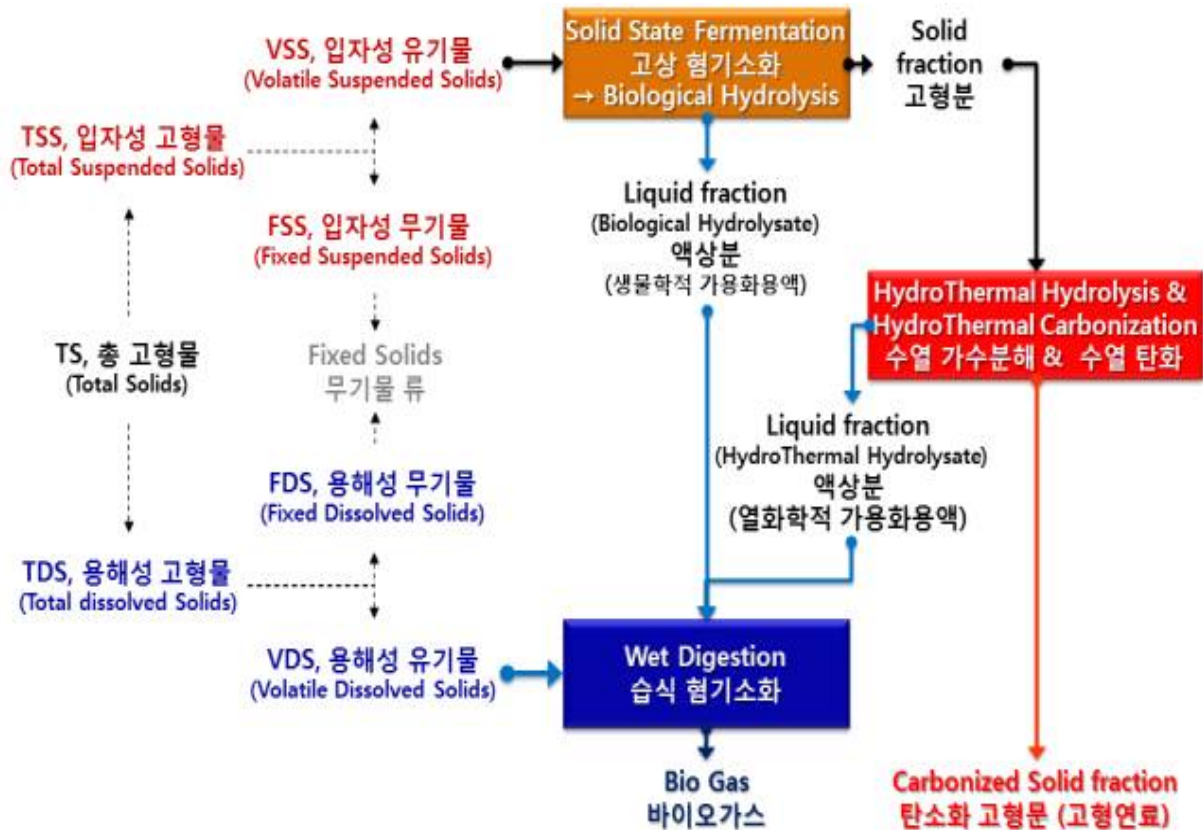 VSS, 입자성 유기물
(Volatile Suspended Solids)
Solid State Fermentation
고상 혐기소화
→ Biological Hydrolysis
Solid
fraction
고형분
TSS, 입자성 고형물
(Total Suspended Solids)
FSS, 입자성 무기물
(Fixed Suspended Solids)
Liquid fraction
(Biological Hydrolysate)
액상분
(생물학적 가용화용액)
HydroThermal Hydrolysis &
HydroThermal Carbonization
수열 가수분해 & 수열 탄화
TS, 총 고형물
(Total Solids)
Fixed Solids
무기물 류
Liquid fraction
(HydroThermal Hydrolysate)
액상분
(열화학적 가용화용액)
FDS, 용해성 무기물
(Fixed Dissolved Solids)
TDS, 용해성 고형물
(Total dissolved Solids)
VDS, 용해성 유기물
(Volatile Dissolved Solids)
Wet Digestion
습식 혐기소화
Bio Gas
바이오가스
Carbonized Solid fraction
탄소화 고형문 (고형연료)